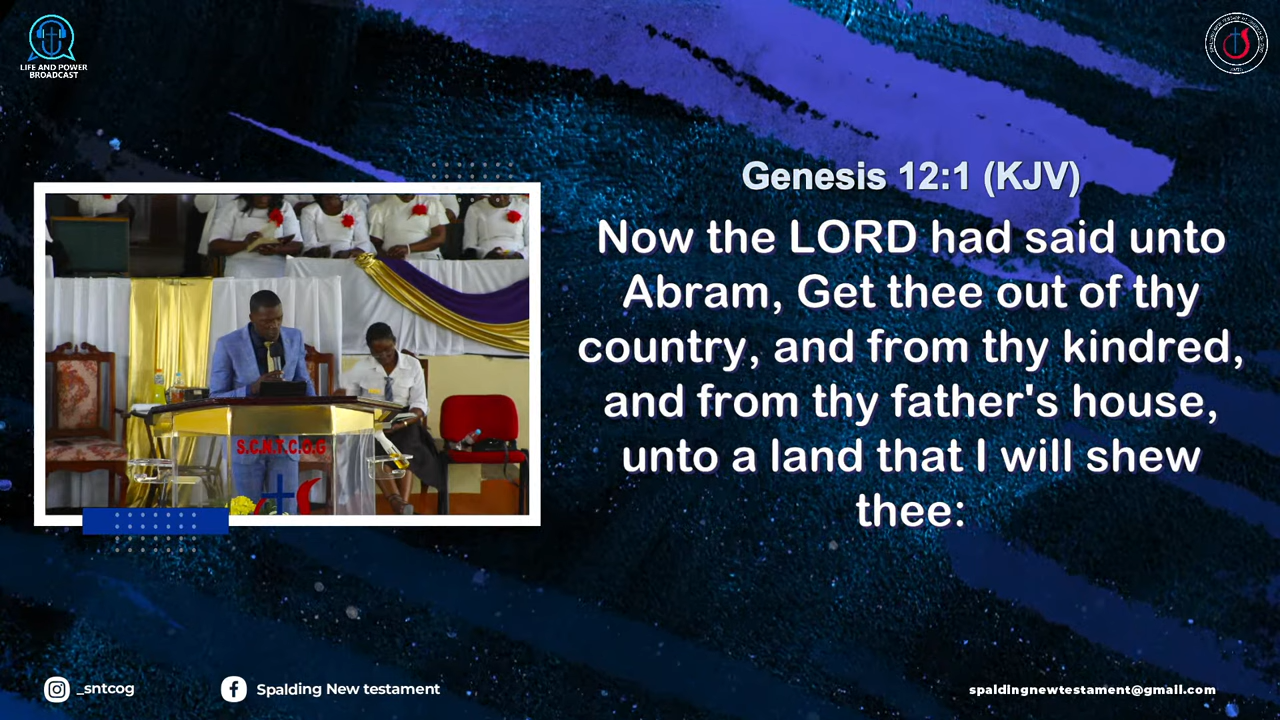 LIFE AND POWER
BROADCAST
Genesis 12:1 (KJV)
Now the LORD had said unto
Abram, Get thee out of thy
country, and from thy kindred,
and from thy father's house,
unto a land that I will shew
thee:
S.C.N.T.C.O.G
_sntcog
Spalding New testament
spaldingnewtestament@gmail.com